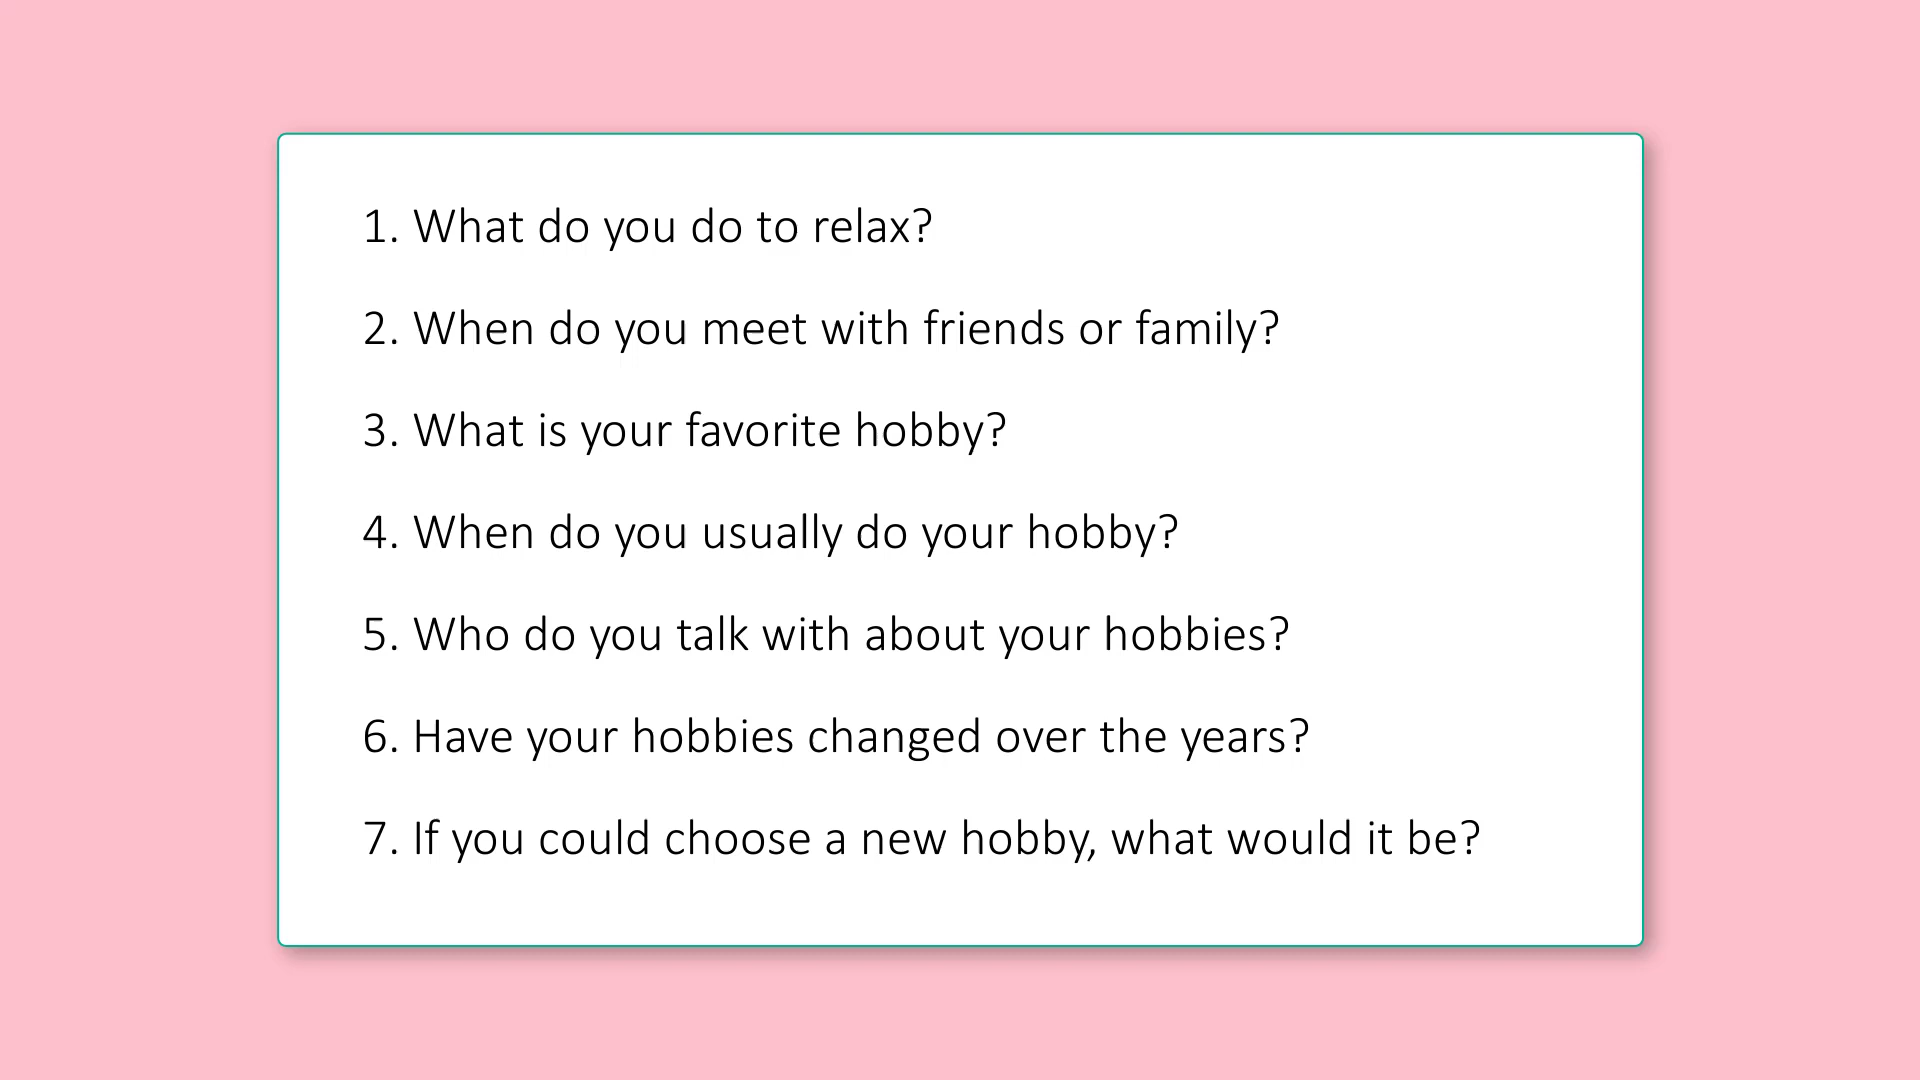 1. What do you do to relax?
2. When do you meet with friends or family?
3. What is your favorite hobby?
4. When do you usually do your hobby?
5. Who do you talk with about your hobbies?
6. Have your hobbies changed over the years?
7. If you could choose a new hobby, what would it be?